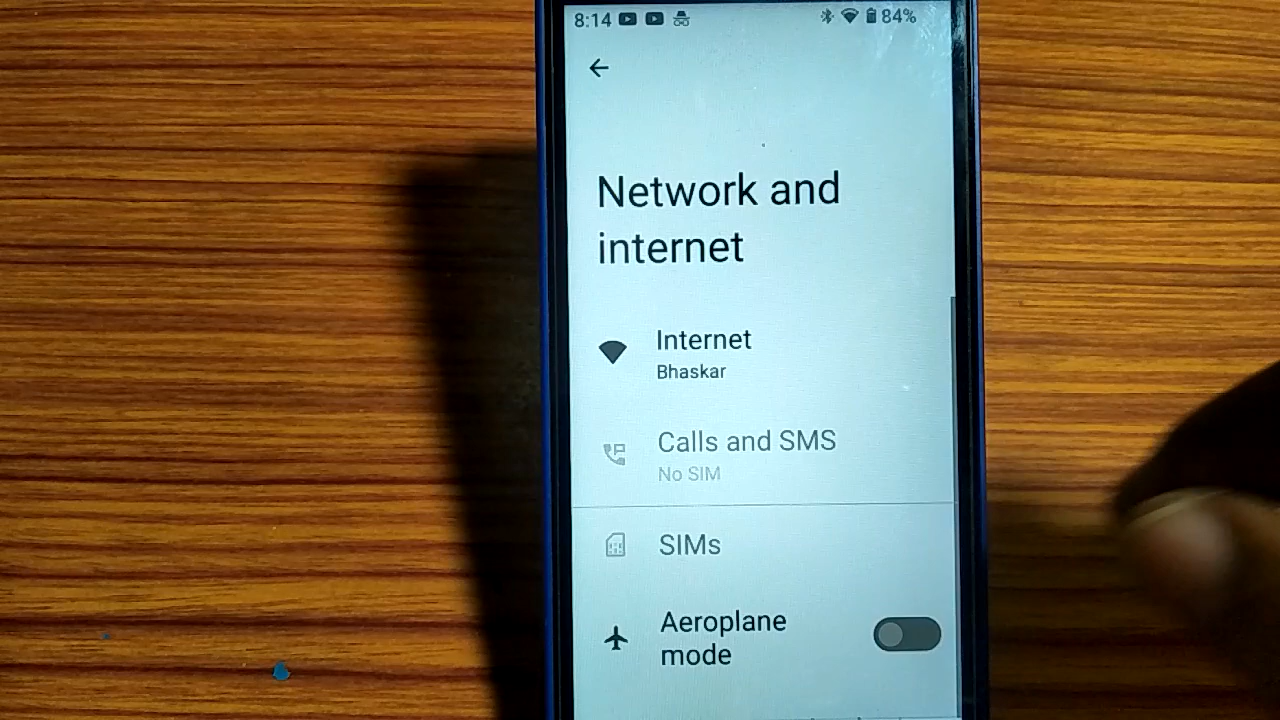 8:14 84%
Network and
internet
Internet
Bhaskar
Calls and SMS
No SIM
SIMs
Aeroplane
mode